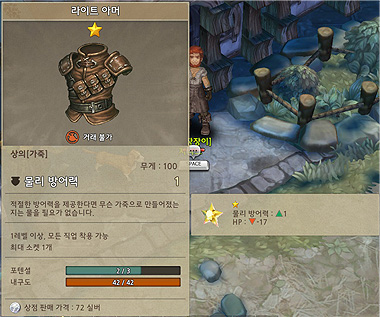 라이트 아머
거래 불가
상의[가죽]
무게 : 100
물리 방어력 1
적절한 방어력을 제공한다면 무슨 가죽으로 만들어졌는
지는 물을 필요가 없습니다.
1레벨 이상, 모든 직업 착용 가능
최대 소켓 1개
포텐셜 2 / 3
내구도 42 / 42
상점 판매 가격 : 72 실버
SPACE
물리 방어력 : ▲1
HP : ▼-17